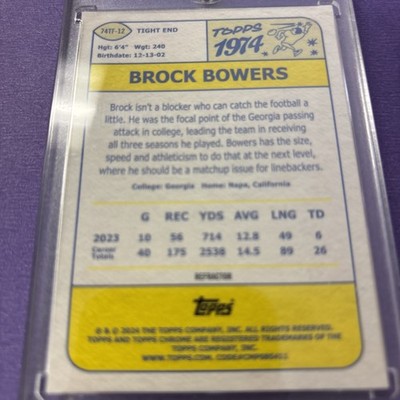 74TF-12 TIGHT END
Hgt: 6'4" Wgt: 240
Birthdate: 12-13-02
TOPPS
1974
BROCK BOWERS
Brock isn't a blocker who can catch the football a
little. He was the focal point of the Georgia passing
attack in college, leading the team in receiving
all three seasons he played. Bowers has the size,
speed and athleticism to do that at the next level,
where he should be a matchup issue for linebackers.
College: Georgia Home: Napa, California
G REC YDS AVG LNG TD
2023 10 56 714 12.8 49 6
Career Totals 40 175 2538 14.5 89 26
REFRACTOR
topps
® & © 2024 THE TOPPS COMPANY, INC. ALL RIGHTS RESERVED.
TOPPS AND TOPPS CHROME ARE REGISTERED TRADEMARKS OF
THE TOPPS COMPANY, INC.
WWW.TOPPS.COM.